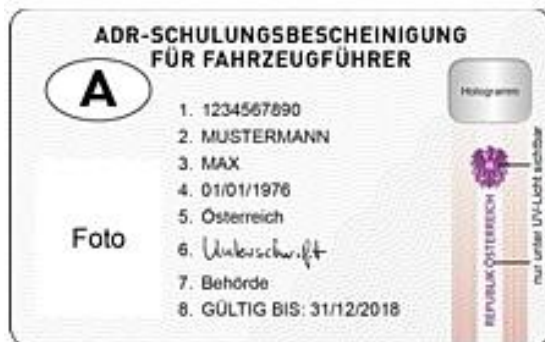 ADR-SCHULUNGSBESCHEINIGUNG
FÜR FAHRZEUGFÜHRER
A
Hologramm
1. 1234567890
2. MUSTERMANN
3. MAX
4. 01/01/1976
5. Österreich
6. Unterschrift
7. Behörde
8. GÜLTIG BIS: 31/12/2018
Foto
REPUBLIK ÖSTERREICH
nur unter UV-Licht sichtbar